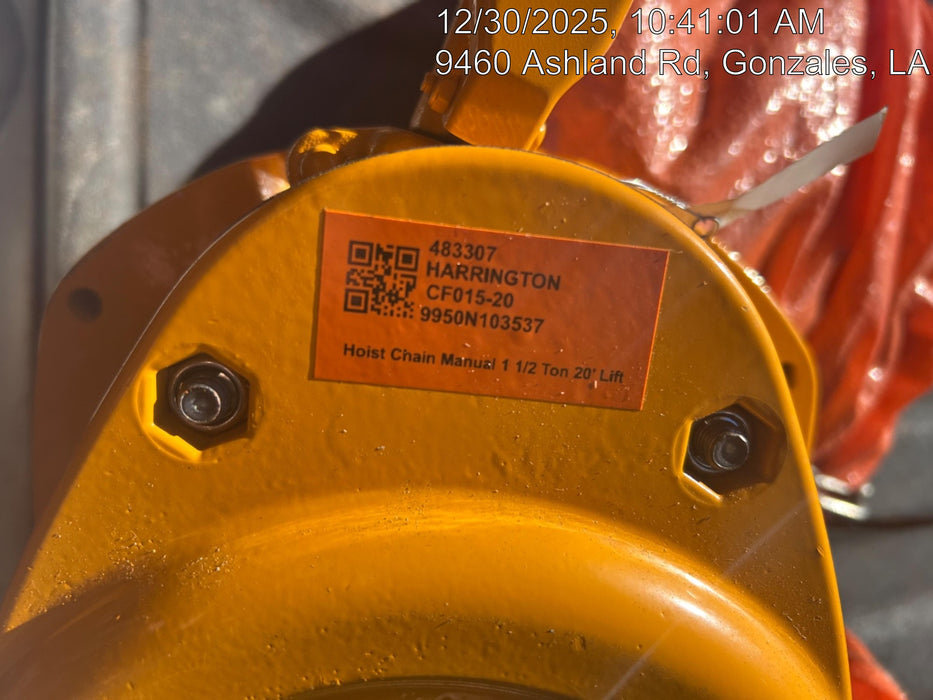 12/30/2025, 10:41:01 AM
9460 Ashland Rd, Gonzales, LA
483307
HARRINGTON
CF015-20
9950N103537
Hoist Chain Manual 1 1/2 Ton 20' Lift